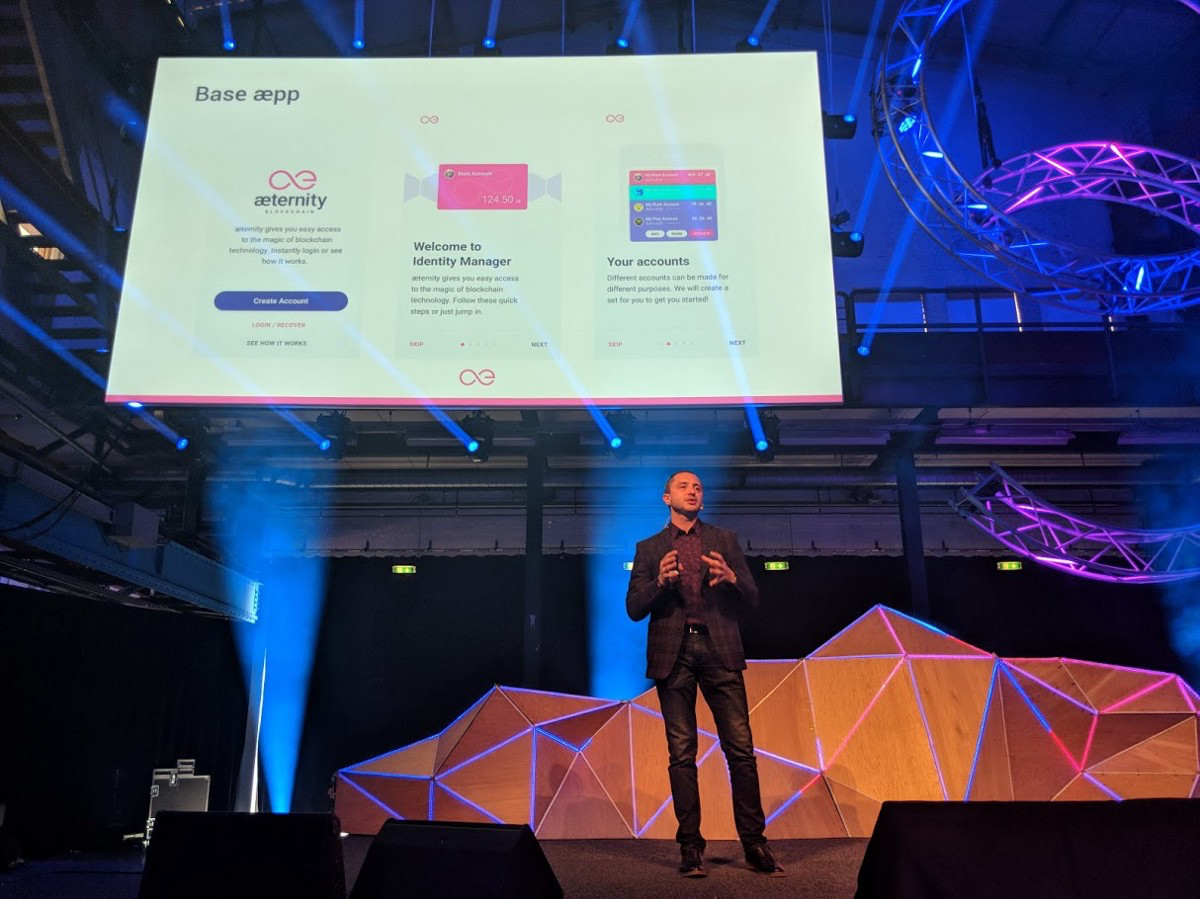 Base æpp
æternity
BLOCKCHAIN
æternity gives you easy access
to the magic of blockchain
technology. Instantly login or see
how it works.
Create Account
LOGIN / RECOVER
SEE HOW IT WORKS
Main Account
124.50
Welcome to
Identity Manager
æternity gives you easy access
to the magic of blockchain
technology. Follow these quick
steps or just jump in.
SKIP
NEXT
Your accounts
Different accounts can be made for
different purposes. We will create a
set for you to get you started!
SKIP
NEXT